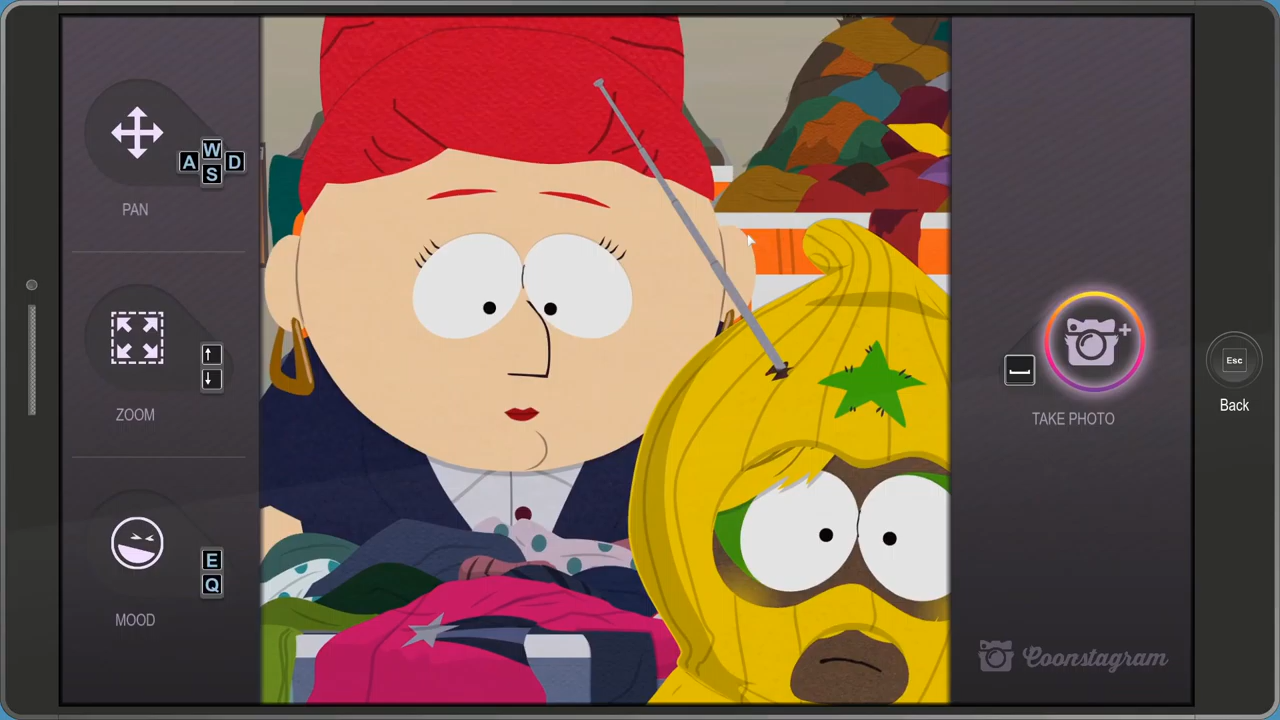 W
A S D
PAN
↑
↓
ZOOM
E
Q
MOOD
TAKE PHOTO
Esc
Back
Coonstagram